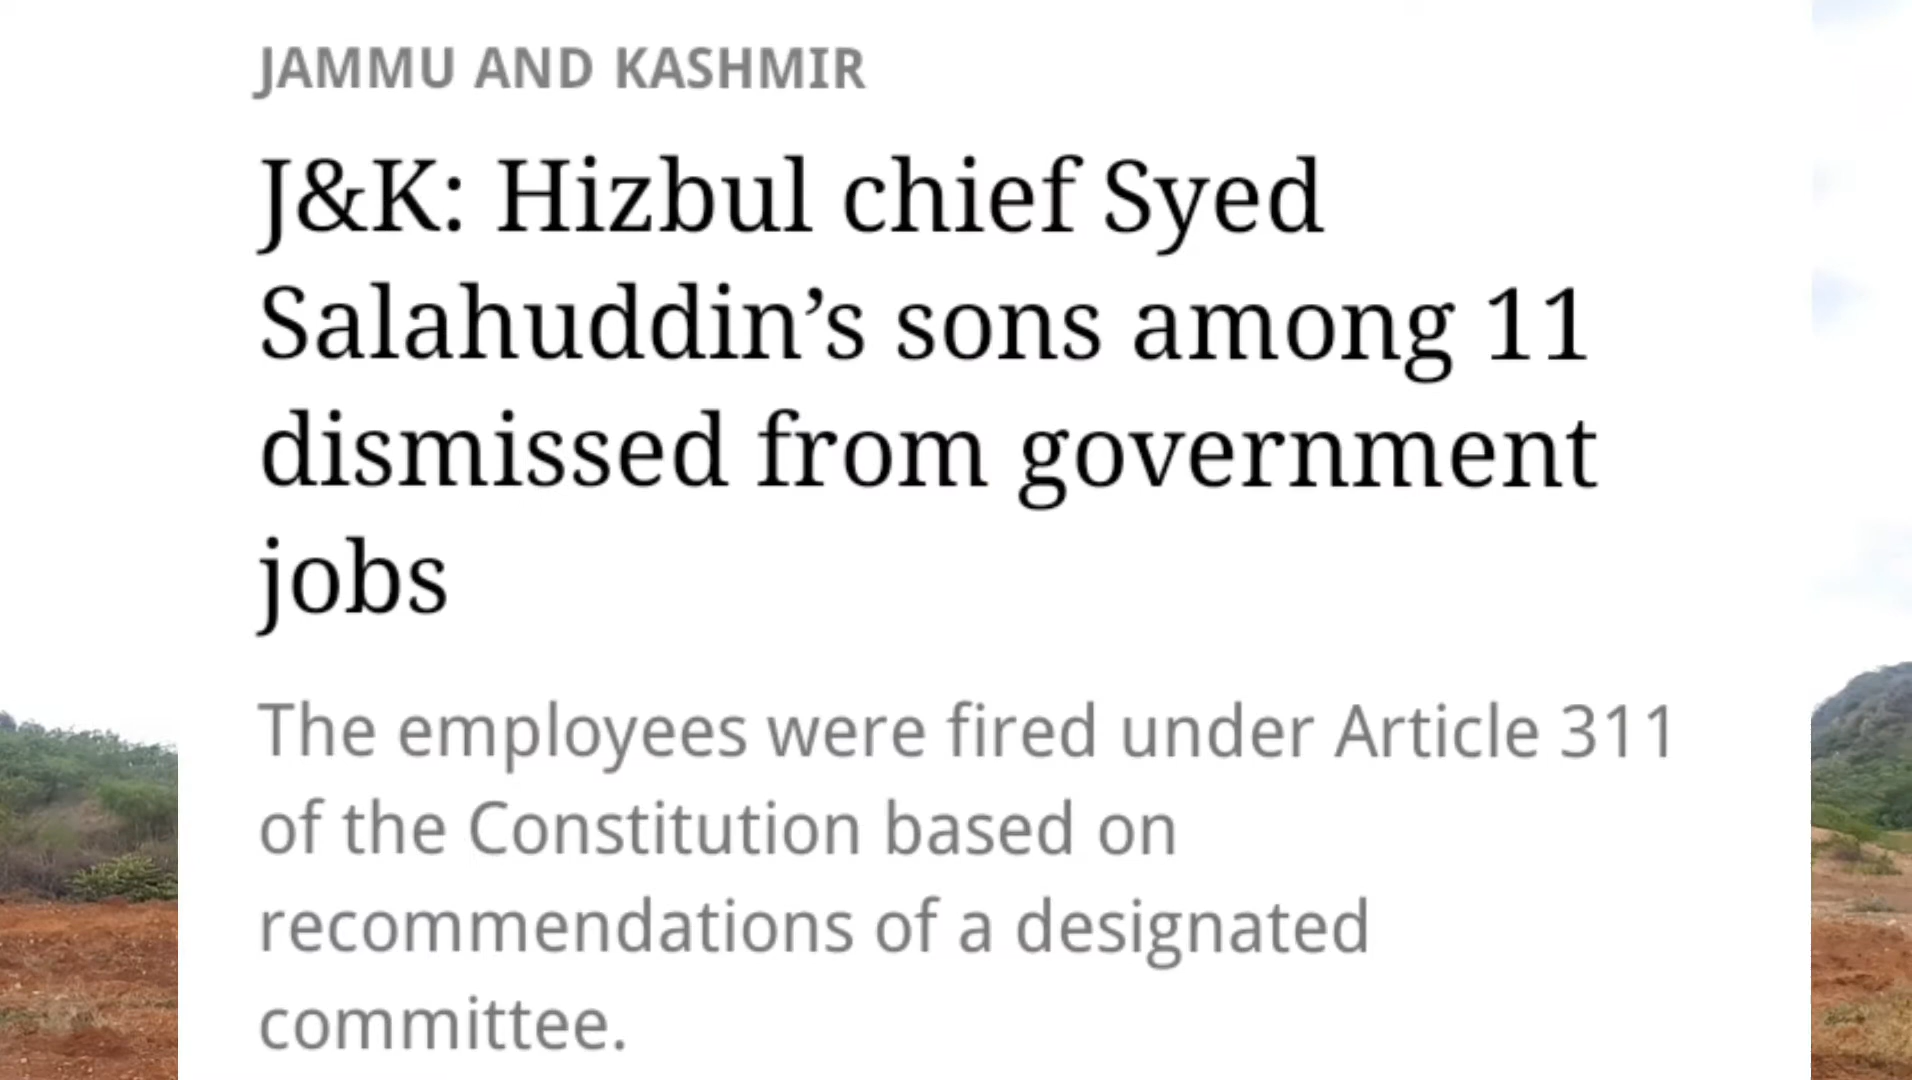 JAMMU AND KASHMIR
J&K: Hizbul chief Syed
Salahuddin’s sons among 11
dismissed from government
jobs
The employees were fired under Article 311
of the Constitution based on
recommendations of a designated
committee.